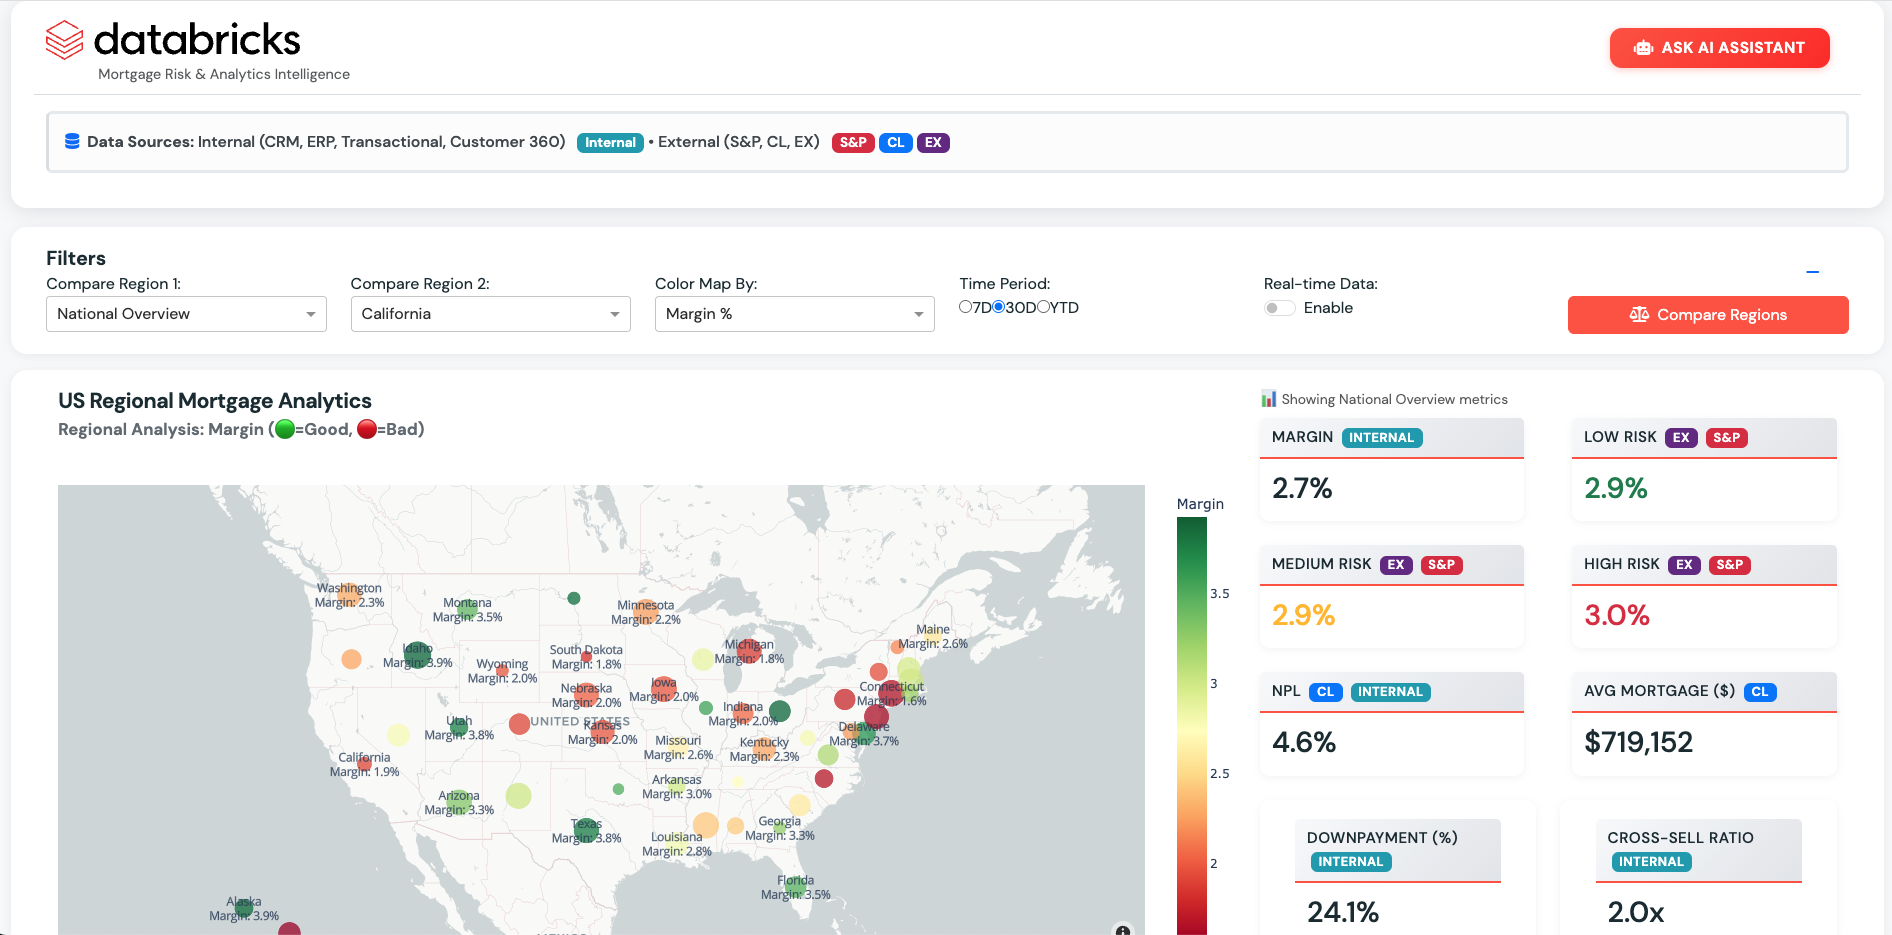 databricks
Mortgage Risk & Analytics Intelligence
ASK AI ASSISTANT
Data Sources: Internal (CRM, ERP, Transactional, Customer 360) Internal • External (S&P, CL, EX) S&P CL EX
Filters
Compare Region 1:
National Overview
Compare Region 2:
California
Color Map By:
Margin %
Time Period:
7D 30D YTD
Real-time Data:
Enable
Compare Regions
US Regional Mortgage Analytics
Regional Analysis: Margin (🟢=Good, 🔴=Bad)
Washington
Margin: 2.3%
Montana
Margin: 3.5%
Minnesota
Margin: 2.2%
Maine
Margin: 2.6%
Idaho
Margin: 3.9%
Wyoming
Margin: 2.0%
South Dakota
Margin: 1.8%
Michigan
Margin: 1.8%
Nebraska
Margin: 2.0%
Iowa
Margin: 2.0%
Connecticut
Margin: 1.6%
Utah
Margin: 3.8%
UNITED STATES
Kansas
Margin: 2.0%
Indiana
Margin: 2.0%
Delaware
Margin: 3.7%
Missouri
Margin: 2.6%
Kentucky
Margin: 2.3%
California
Margin: 1.9%
Arizona
Margin: 3.3%
Arkansas
Margin: 3.0%
Texas
Margin: 3.8%
Louisiana
Margin: 2.8%
Georgia
Margin: 3.3%
Florida
Margin: 3.5%
Alaska
Margin: 3.9%
Margin
3.5
3
2.5
2
📊 Showing National Overview metrics
MARGIN INTERNAL
2.7%
LOW RISK EX S&P
2.9%
MEDIUM RISK EX S&P
2.9%
HIGH RISK EX S&P
3.0%
NPL CL INTERNAL
4.6%
AVG MORTGAGE ($) CL
$719,152
DOWNPAYMENT (%)
INTERNAL
24.1%
CROSS-SELL RATIO
INTERNAL
2.0x